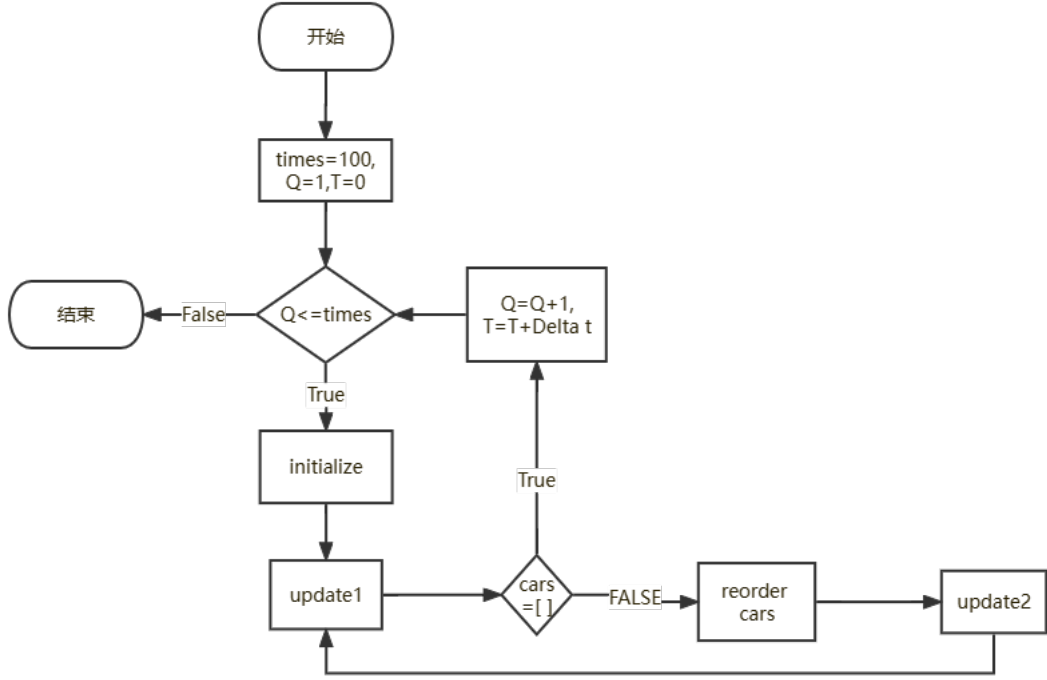 开始
times=100,
Q=1,T=0
结束
False
Q<=times
Q=Q+1,
T=T+Delta t
True
initialize
True
update1
cars
=[ ]
FALSE
reorder
cars
update2